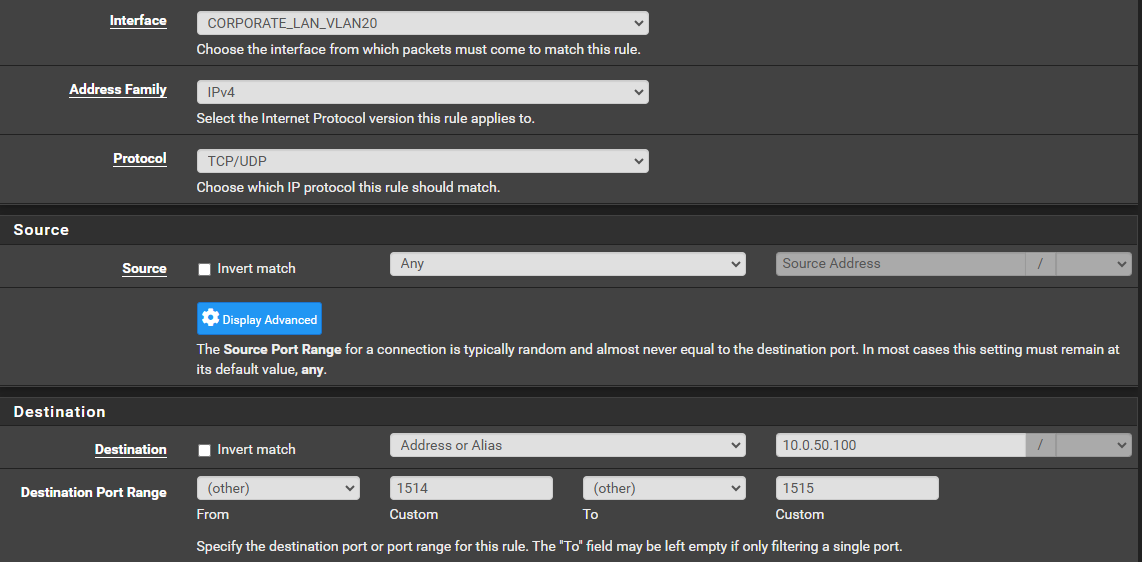 Interface CORPORATE_LAN_VLAN20
Choose the interface from which packets must come to match this rule.
Address Family IPv4
Select the Internet Protocol version this rule applies to.
Protocol TCP/UDP
Choose which IP protocol this rule should match.
Source
Source Invert match Any Source Address /
Display Advanced
The Source Port Range for a connection is typically random and almost never equal to the destination port. In most cases this setting must remain at
its default value, any.
Destination
Destination Invert match Address or Alias 10.0.50.100 /
Destination Port Range (other) 1514 (other) 1515
From Custom To Custom
Specify the destination port or port range for this rule. The "To" field may be left empty if only filtering a single port.